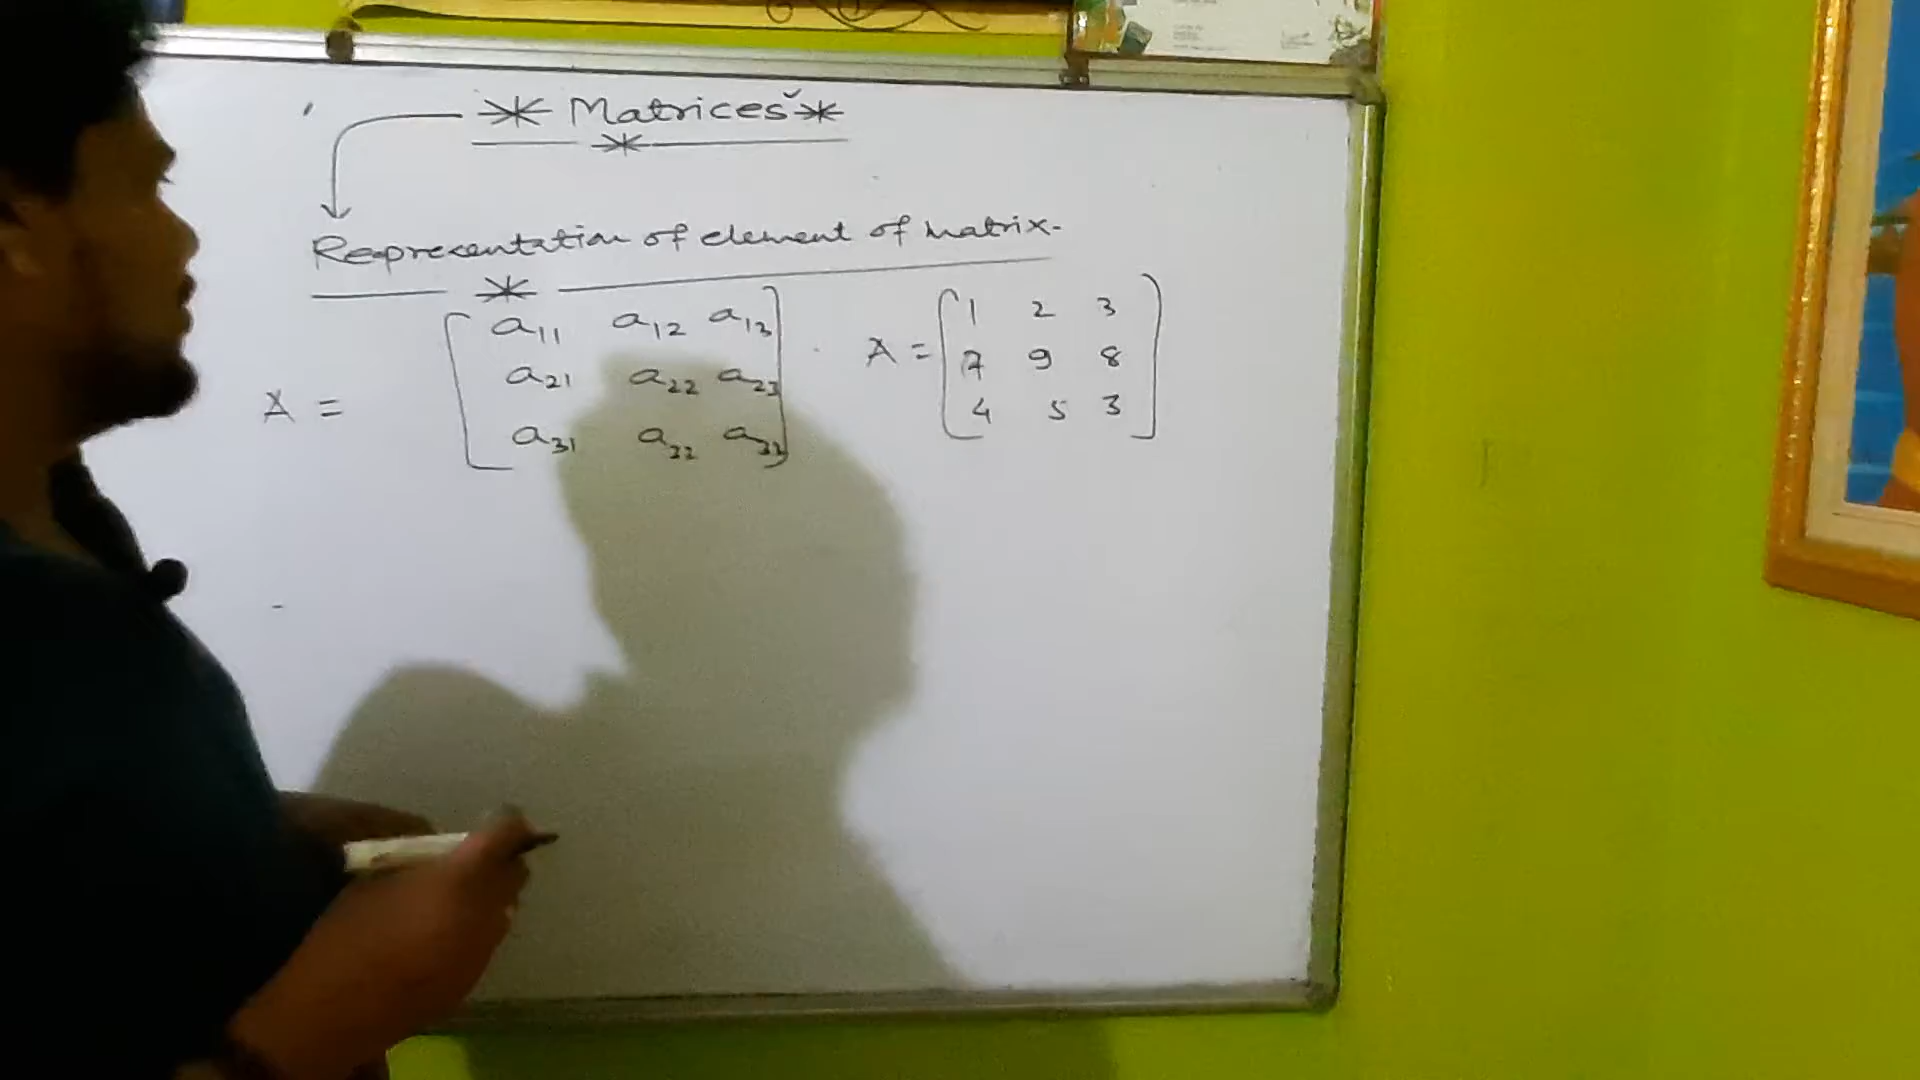 Matrices
Representation of element of matrix.
A = [ a11 a12 a13
a21 a22 a23
a31 a32 a33 ]
A = [ 1 2 3
7 9 8
4 5 3 ]